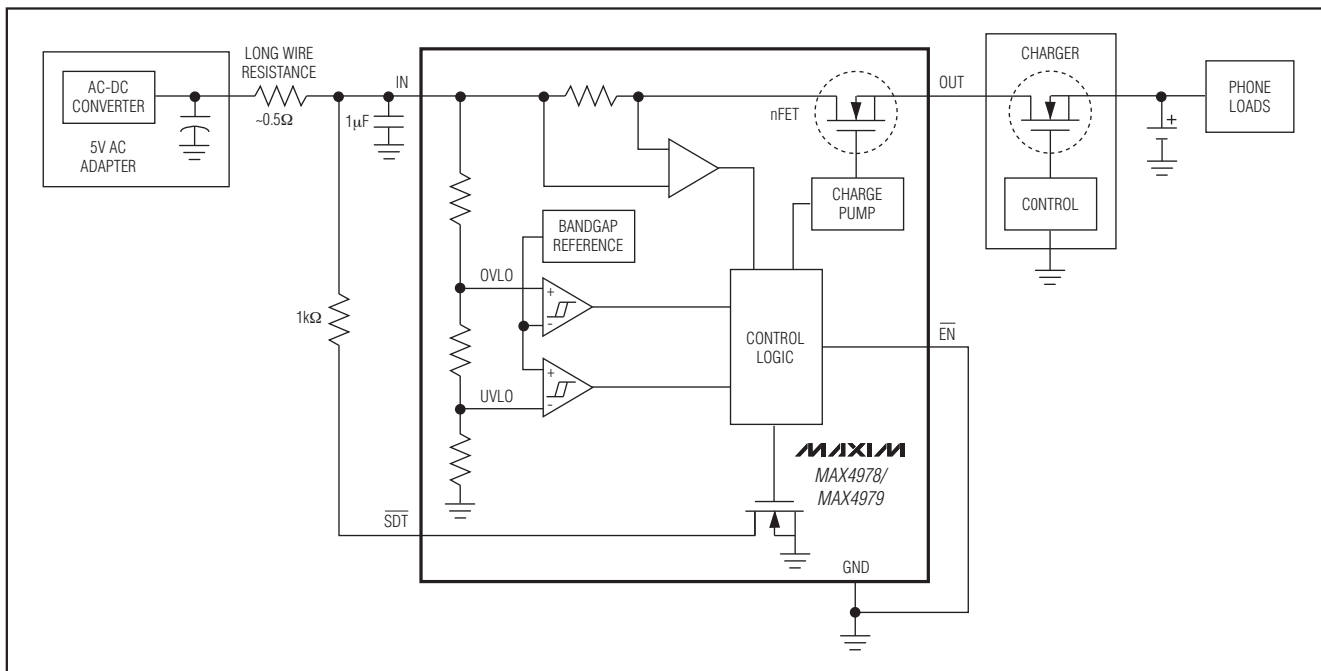 AC-DC
CONVERTER
5V AC
ADAPTER
LONG WIRE
RESISTANCE
~0.5Ω
IN
1μF
1kΩ
nFET
OUT
CHARGER
PHONE
LOADS
+
CHARGE
PUMP
CONTROL
BANDGAP
REFERENCE
OVLO
+
-
UVLO
+
-
CONTROL
LOGIC
EN
MAXIM
MAX4978/
MAX4979
SDT
GND